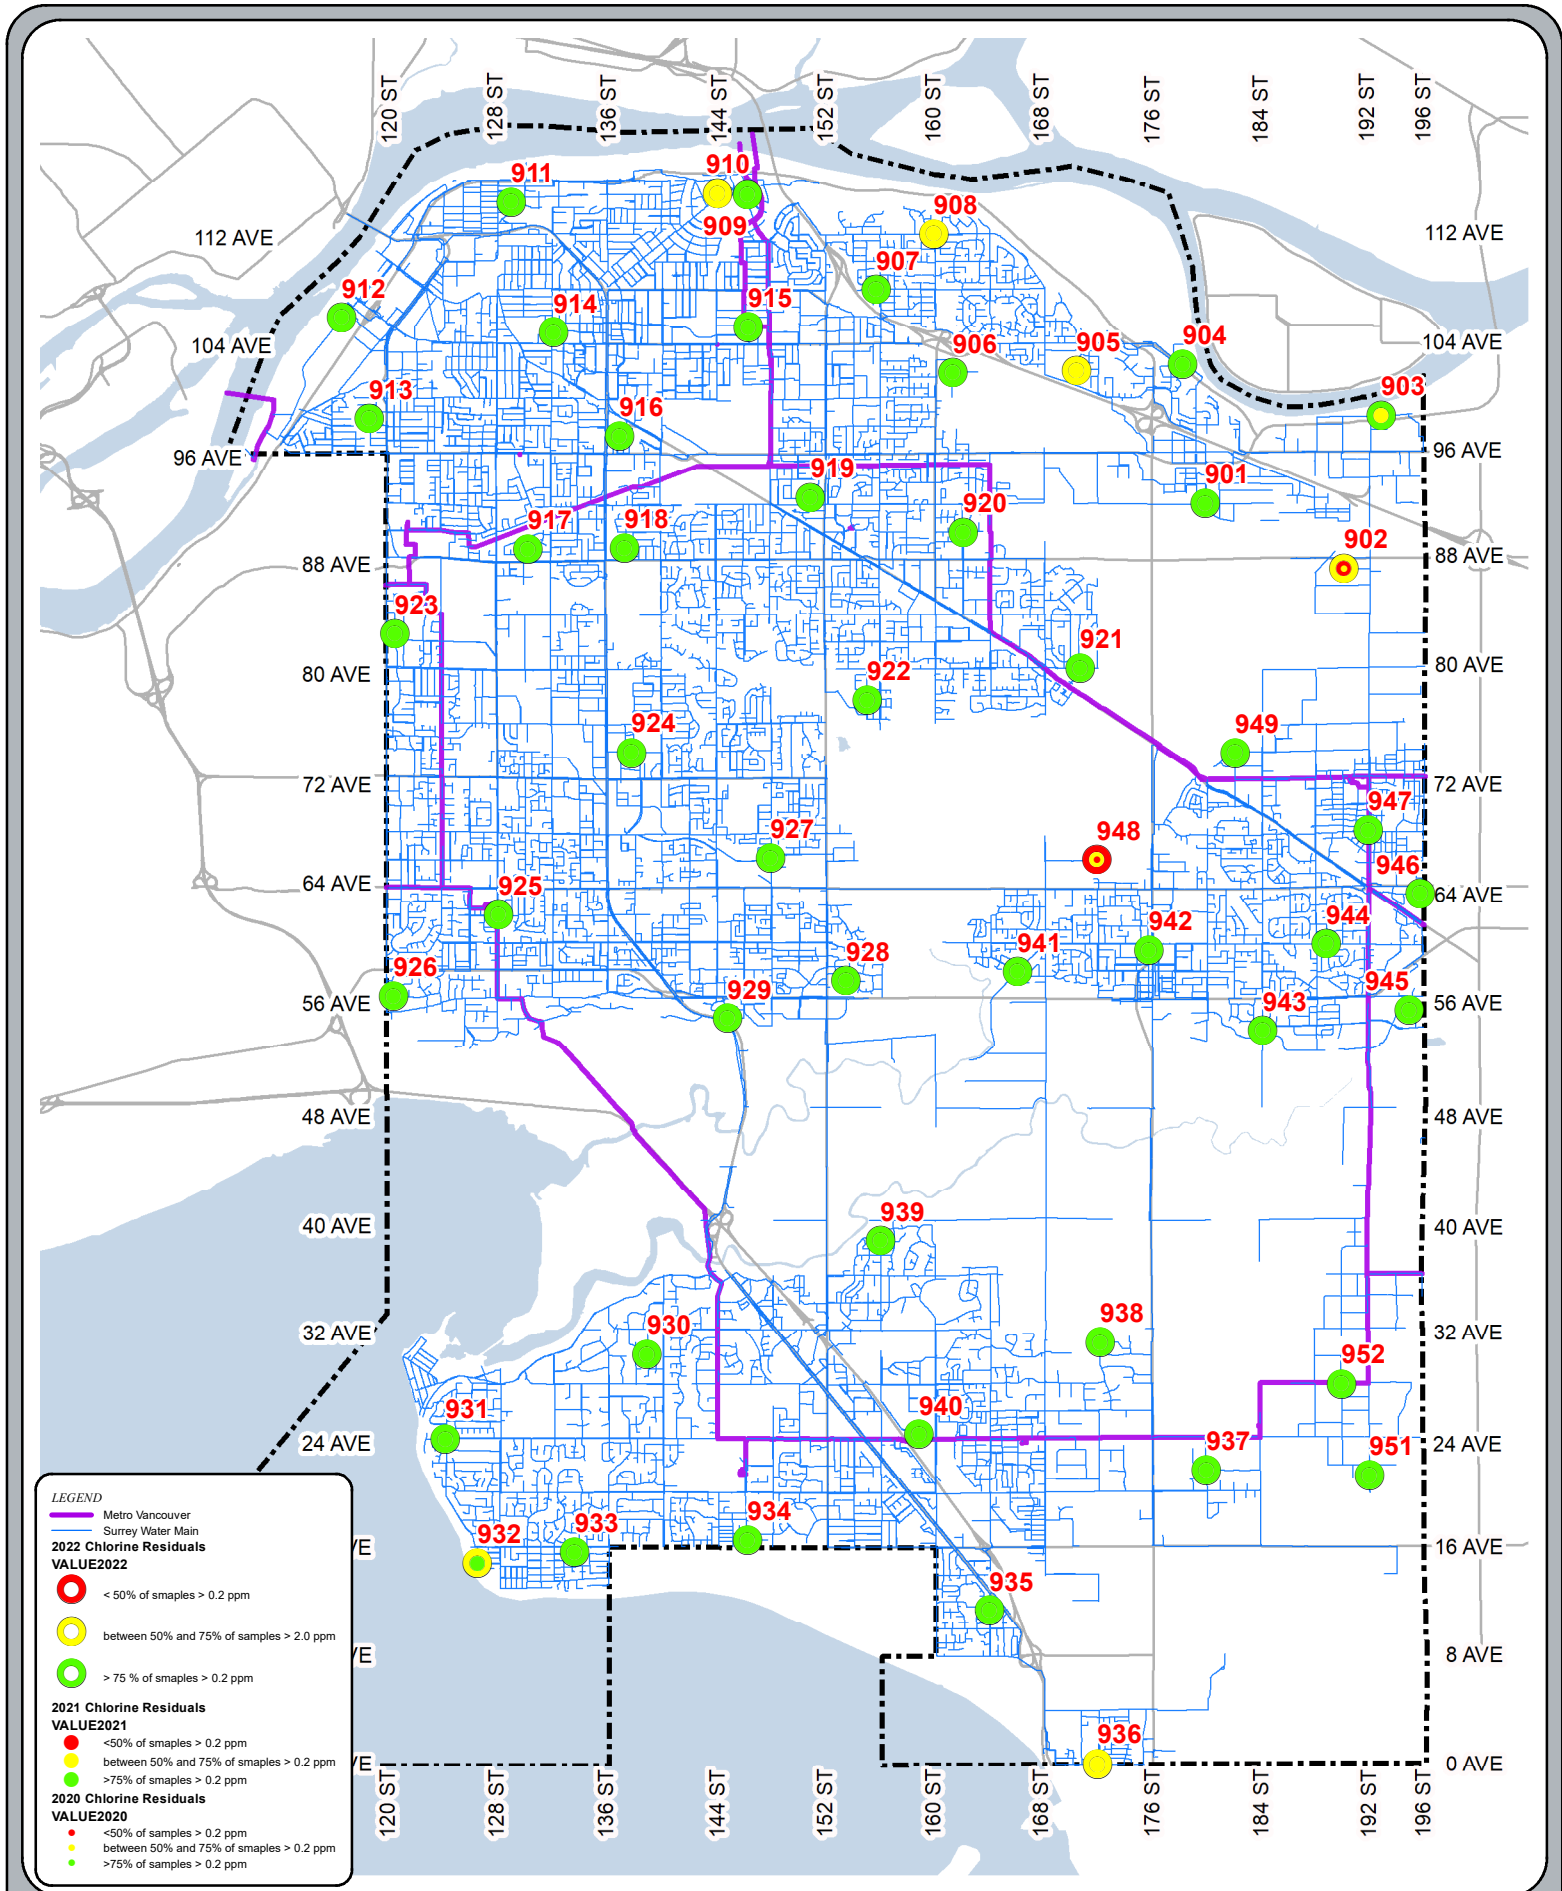 120 ST
128 ST
136 ST
144 ST
152 ST
160 ST
168 ST
176 ST
184 ST
192 ST
196 ST
910
911
908
909
112 AVE
112 AVE
907
912
915
914
904
104 AVE
906
905
104 AVE
903
913
916
96 AVE
96 AVE
919
901
920
917
918
902
88 AVE
88 AVE
923
921
80 AVE
80 AVE
922
924
949
72 AVE
72 AVE
947
927
948
946
64 AVE
64 AVE
925
944
942
941
928
926
945
56 AVE
929
943
56 AVE
48 AVE
48 AVE
939
40 AVE
40 AVE
938
32 AVE
930
32 AVE
952
931
940
24 AVE
937
24 AVE
951
LEGEND
Metro Vancouver
Surrey Water Main
2022 Chlorine Residuals
VALUE2022
< 50% of smaples > 0.2 ppm
between 50% and 75% of samples > 2.0 ppm
> 75 % of smaples > 0.2 ppm
2021 Chlorine Residuals
VALUE2021
<50% of smaples > 0.2 ppm
between 50% and 75% of smaples > 0.2 ppm
>75% of smaples > 0.2 ppm
2020 Chlorine Residuals
VALUE2020
<50% of samples > 0.2 ppm
between 50% and 75% of smaples > 0.2 ppm
>75% of samples > 0.2 ppm
934
933
932
VE
16 AVE
935
VE
8 AVE
936
VE
0 AVE
120 ST
128 ST
136 ST
144 ST
152 ST
160 ST
168 ST
176 ST
184 ST
192 ST
196 ST